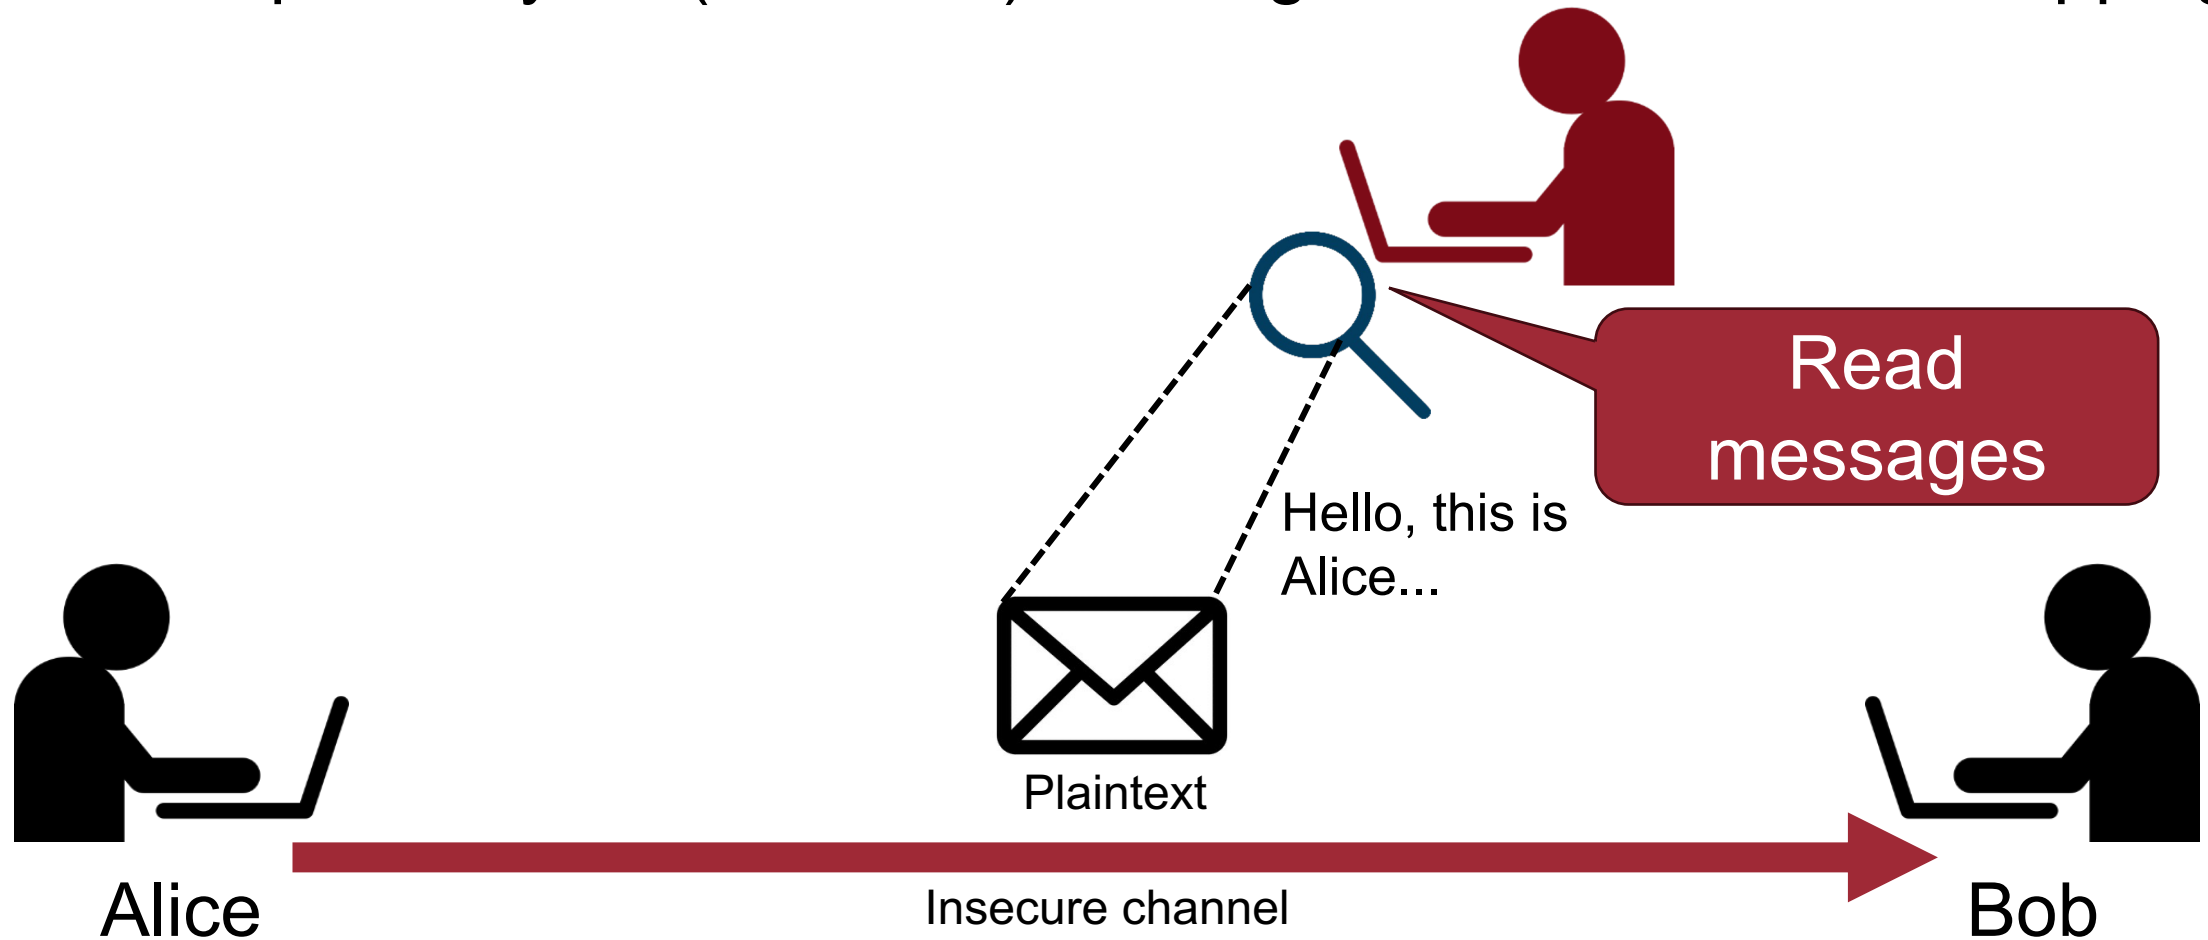 Read
messages
Hello, this is
Alice...
Plaintext
Alice
Insecure channel
Bob